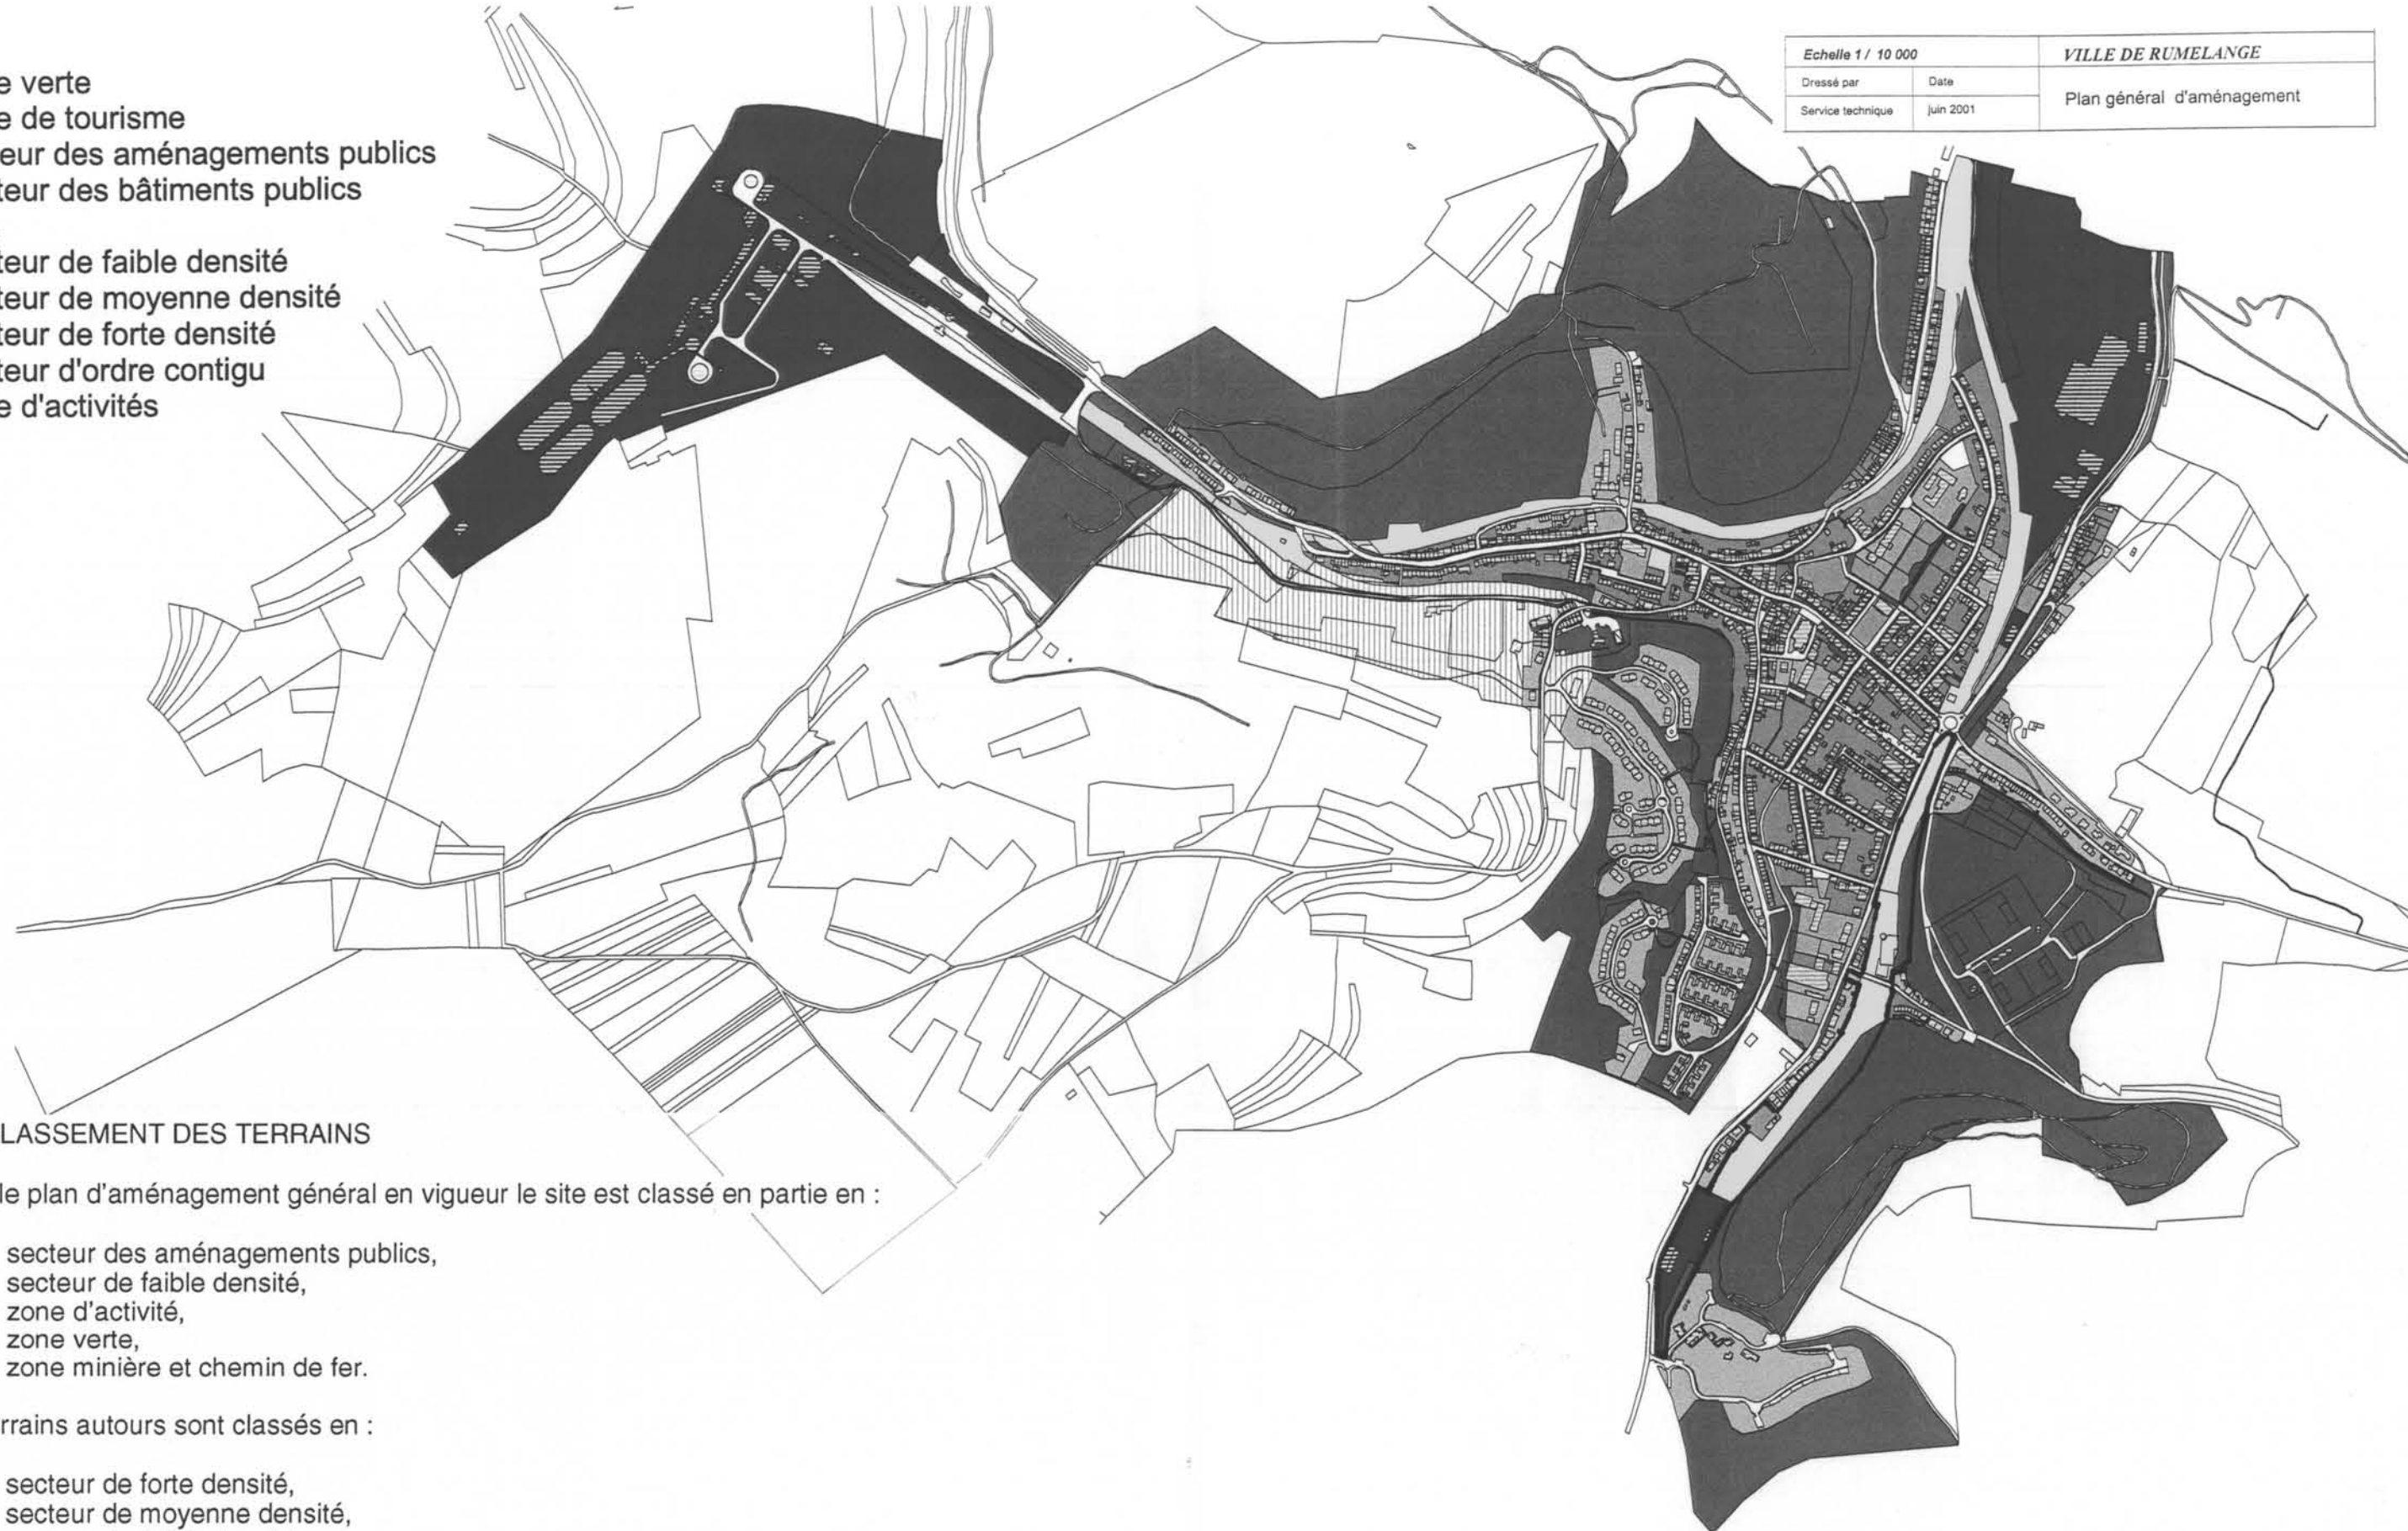 e verte
e de tourisme
eur des aménagements publics
teur des bâtiments publics
teur de faible densité
teur de moyenne densité
teur de forte densité
teur d'ordre contigu
e d'activités
Echelle 1 / 10 000
VILLE DE RUMELANGE
Dressé par
Date
Plan général d'aménagement
Service technique
juin 2001
LASSEMENT DES TERRAINS
le plan d'aménagement général en vigueur le site est classé en partie en :
secteur des aménagements publics,
secteur de faible densité,
zone d'activité,
zone verte,
zone minière et chemin de fer.
rrains autours sont classés en :
secteur de forte densité,
secteur de moyenne densité,